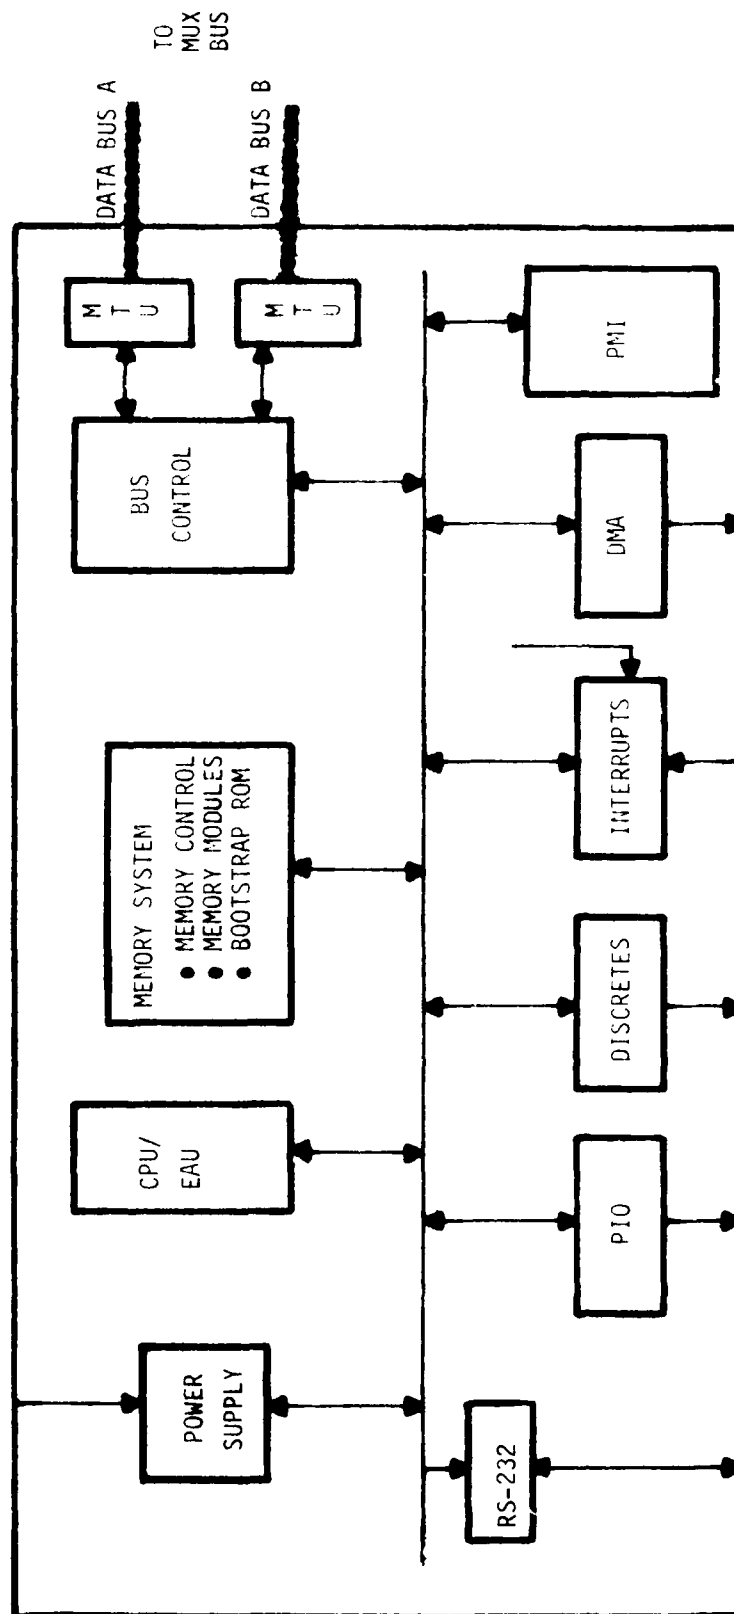 TO
MUX
BUS
DATA BUS A
DATA BUS B
M
T
U
M
T
U
BUS
CONTROL
MEMORY SYSTEM
● MEMORY CONTROL
● MEMORY MODULES
● BOOTSTRAP ROM
CPU/
EAU
POWER
SUPPLY
RS-232
PIO
DISCRETES
INTERRUPTS
DMA
PMI